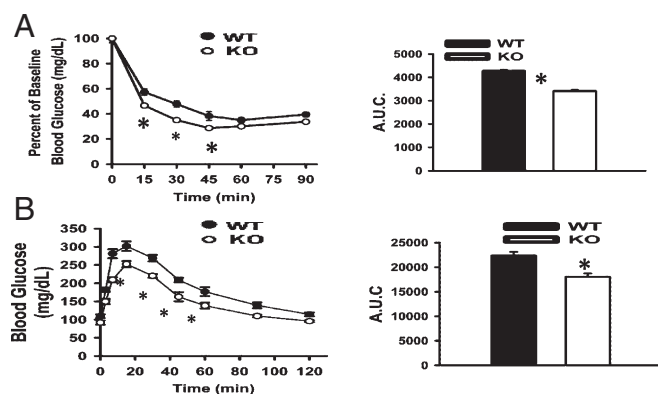 A
Percent of Baseline
Blood Glucose (mg/dL)
100
80
60
40
20
0
WT
KO
*
*
*
0 15 30 45 60 75 90
Time (min)
WT
KO
A.U.C.
5000
4000
3000
2000
1000
0
*
B
Blood Glucose
(mg/dL)
350
300
250
200
150
100
50
0
WT
KO
*
*
*
*
0 20 40 60 80 100 120
Time (min)
WT
KO
A.U.C
25000
20000
15000
10000
5000
0
*